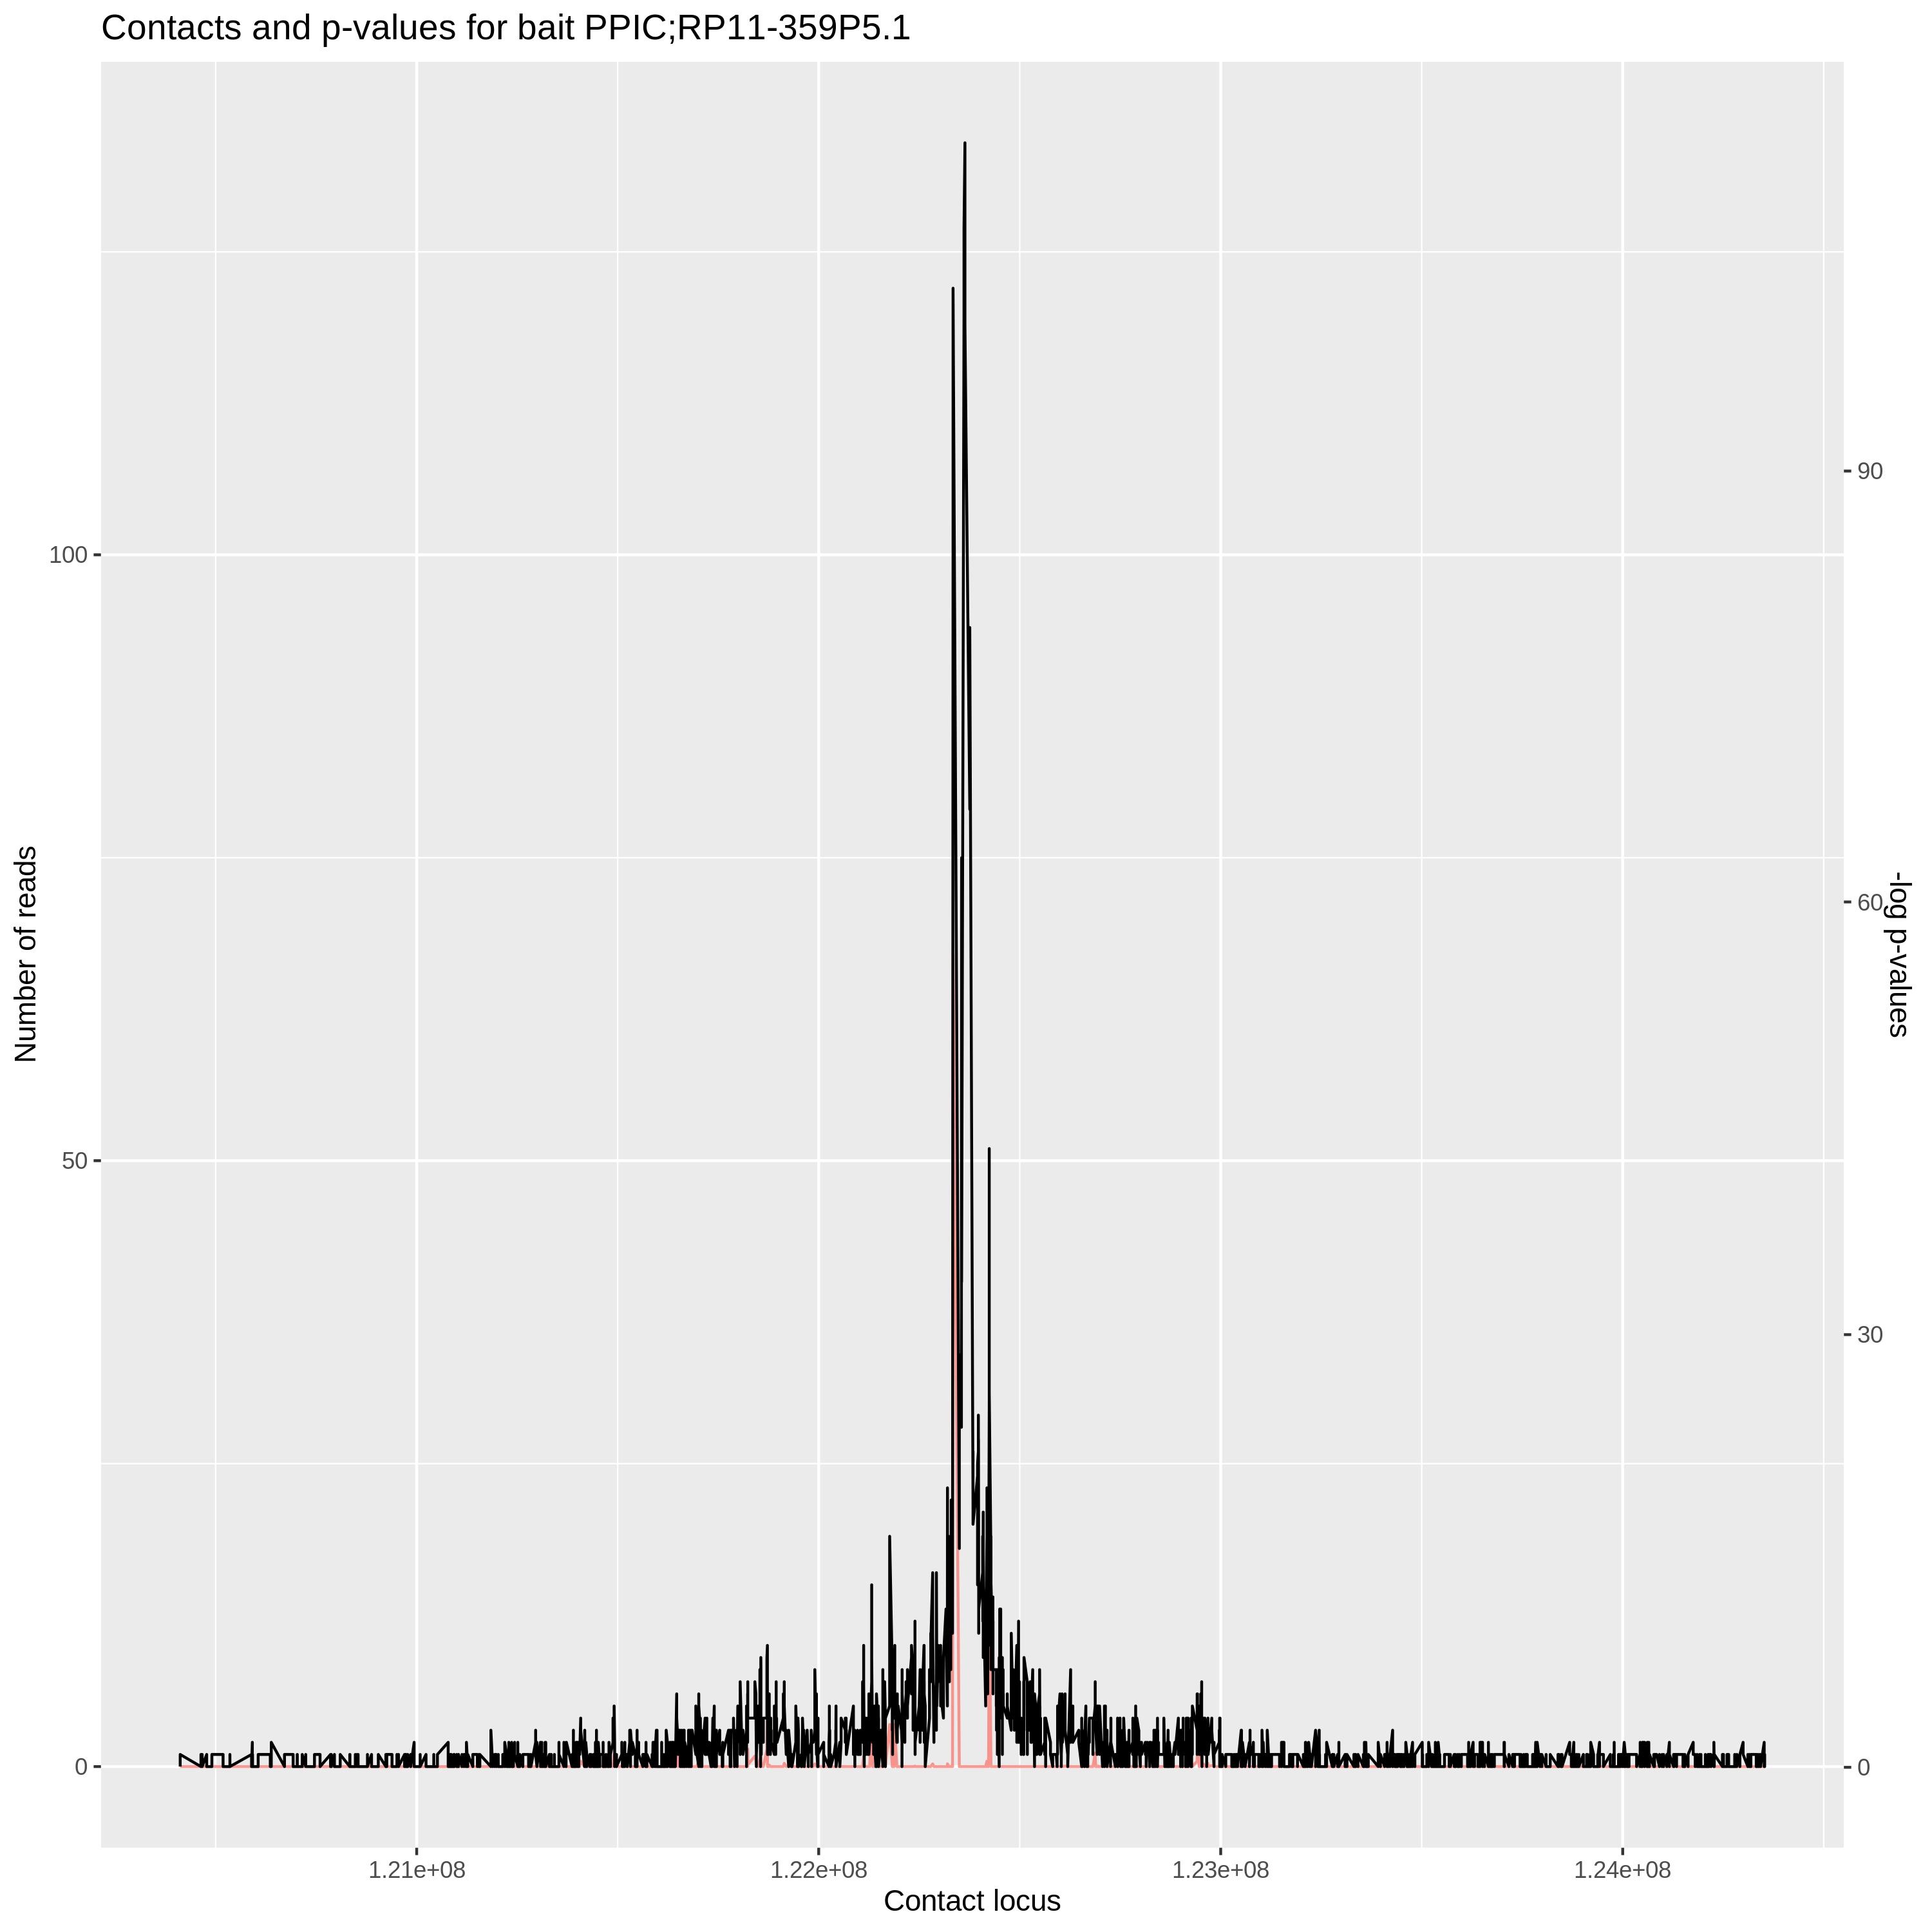 Contacts and p-values for bait PPIC;RP11-359P5.1
100
50
0
Number of reads
90
60
30
0
-log p-values
1.21e+08
1.22e+08
1.23e+08
1.24e+08
Contact locus